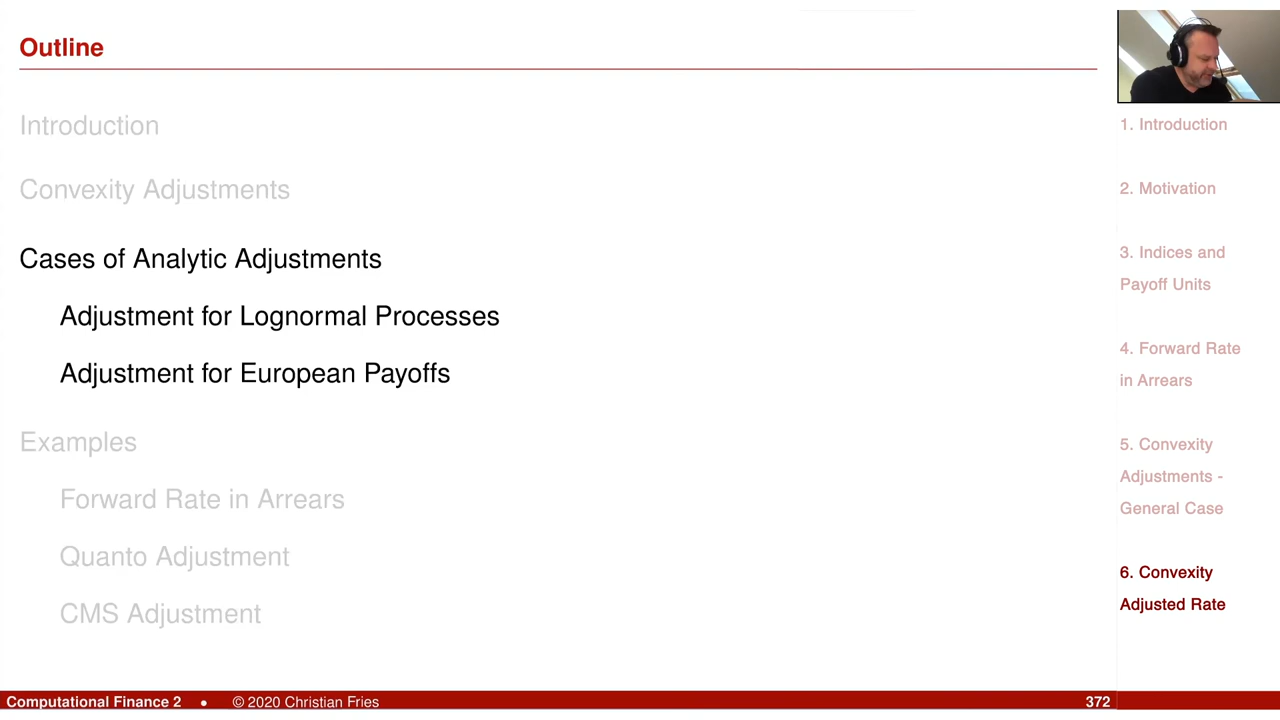 Outline
Introduction
Convexity Adjustments
Cases of Analytic Adjustments
Adjustment for Lognormal Processes
Adjustment for European Payoffs
Examples
Forward Rate in Arrears
Quanto Adjustment
CMS Adjustment
1. Introduction
2. Motivation
3. Indices and
Payoff Units
4. Forward Rate
in Arrears
5. Convexity
Adjustments -
General Case
6. Convexity
Adjusted Rate
Computational Finance 2 • © 2020 Christian Fries 372